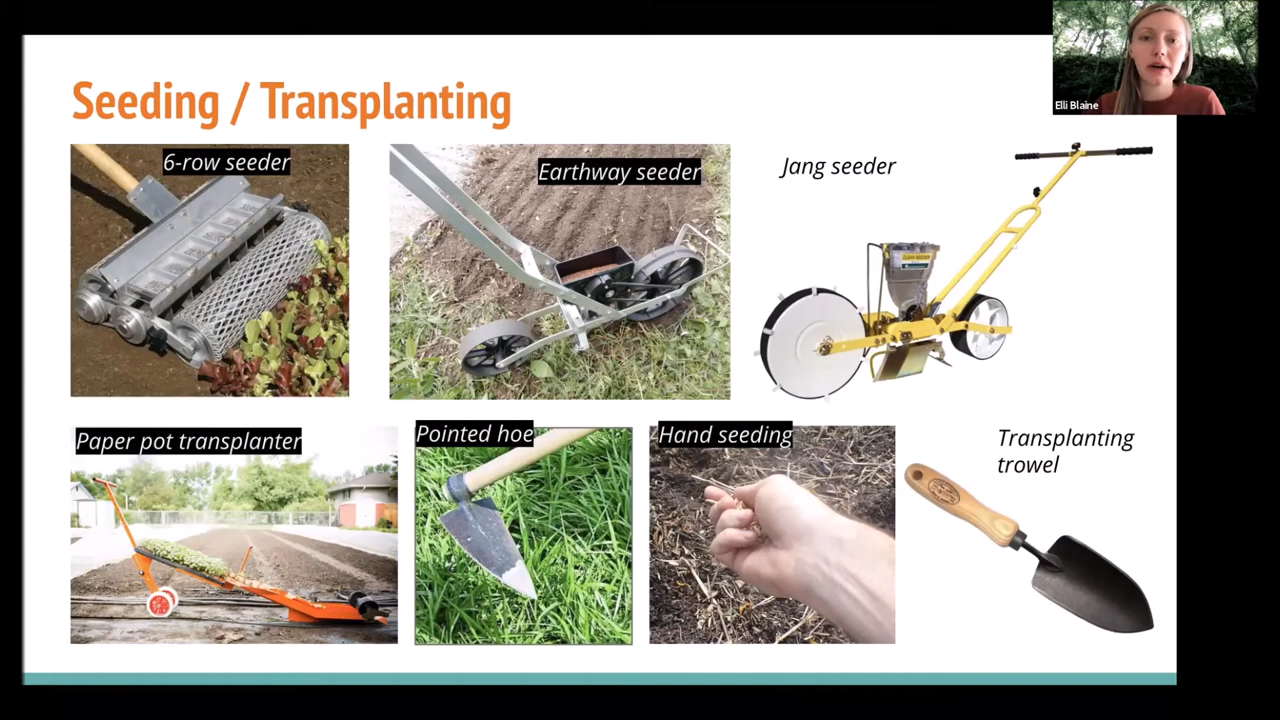 Elli Blaine
Seeding / Transplanting
6-row seeder
Earthway seeder
Jang seeder
Paper pot transplanter
Pointed hoe
Hand seeding
Transplanting
trowel